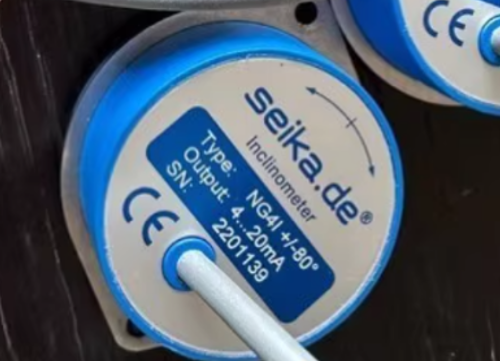 seika.de®
Inclinometer
Type: NG4I +/-80°
Output: 4...20mA
SN: 2201139
CE
CE